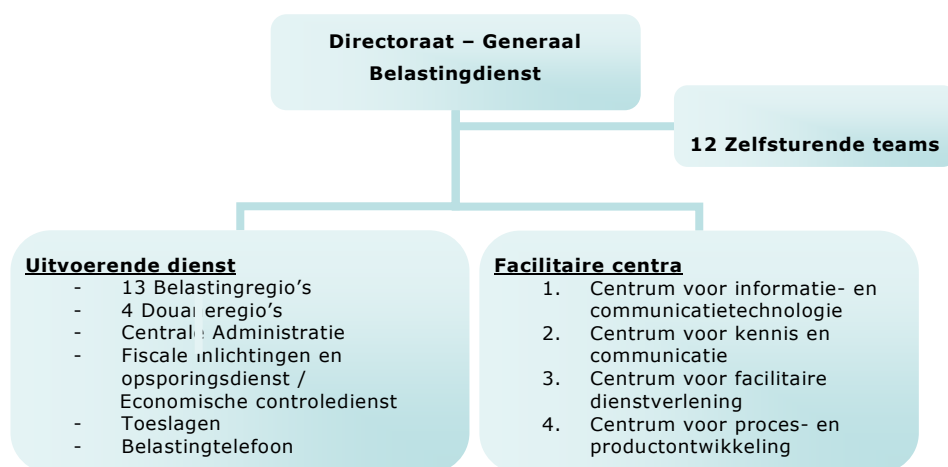 Directoraat – Generaal
Belastingdienst
12 Zelfsturende teams
Uitvoerende dienst
- 13 Belastingregio's
- 4 Douaneregio's
- Centrale Administratie
- Fiscale inlichtingen en
opsporingsdienst /
Economische controledienst
- Toeslagen
- Belastingtelefoon
Facilitaire centra
1. Centrum voor informatie- en
communicatietechnologie
2. Centrum voor kennis en
communicatie
3. Centrum voor facilitaire
dienstverlening
4. Centrum voor proces- en
productontwikkeling